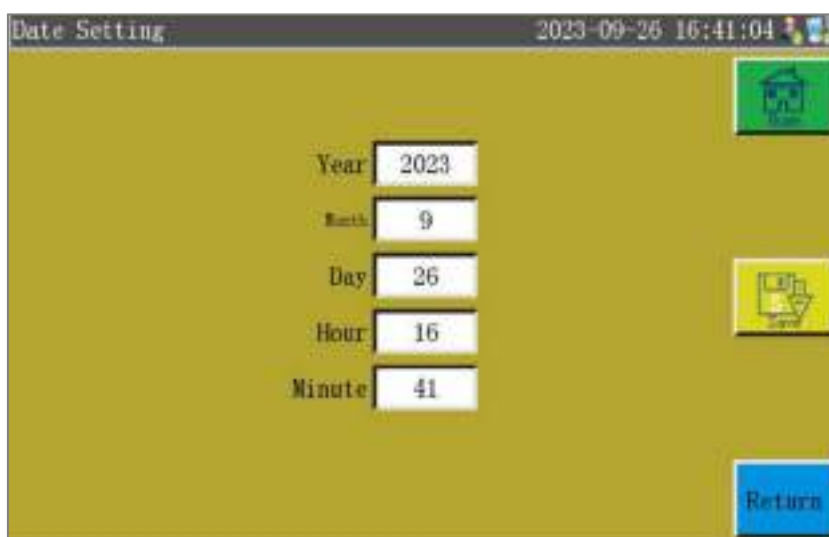 Date Setting 2023-09-26 16:41:04
Year 2023
Month 9
Day 26
Hour 16
Minute 41
Save
Return